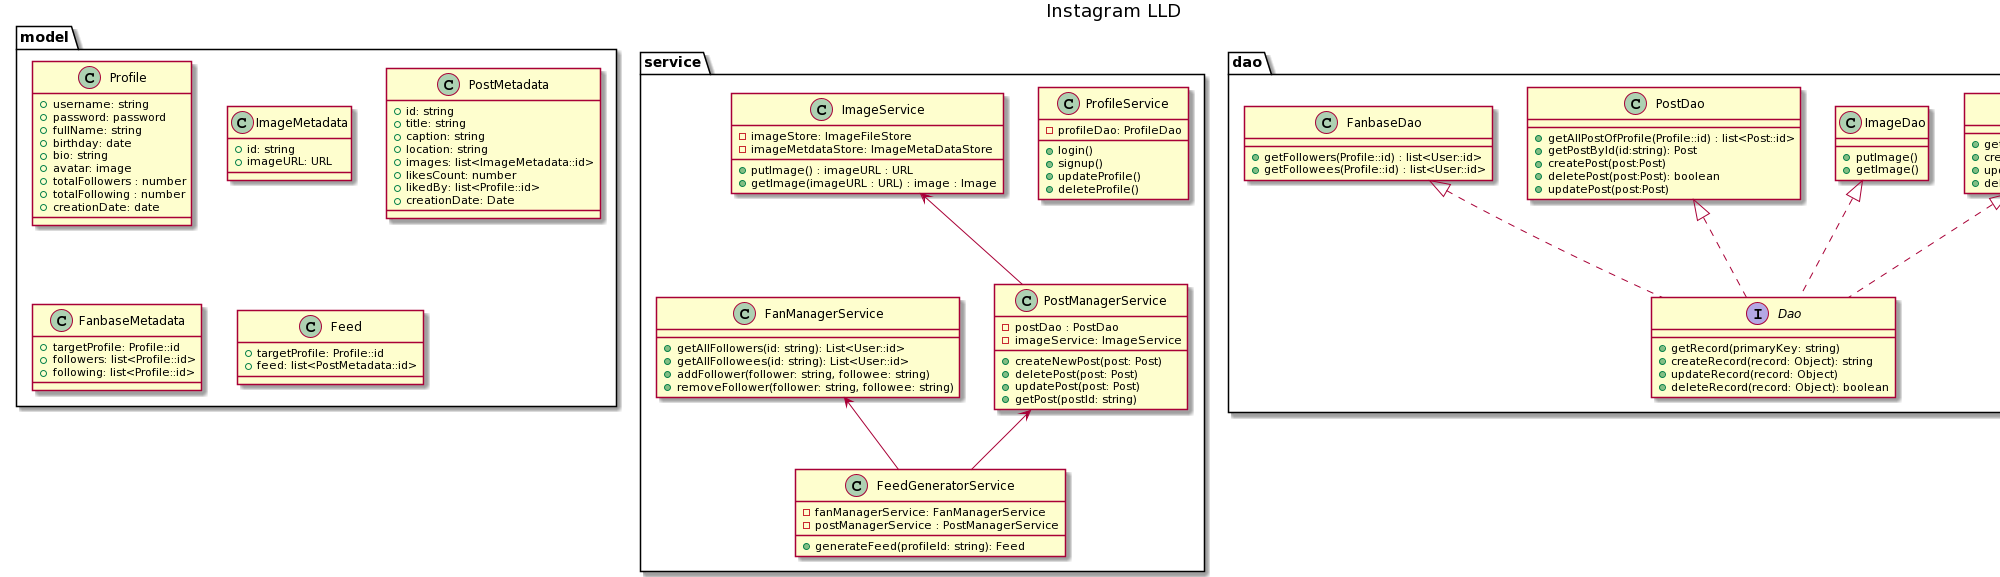 Instagram LLD
model
C Profile
username: string
password: password
fullName: string
birthday: date
bio: string
avatar: image
totalFollowers : number
totalFollowing : number
creationDate: date
C ImageMetadata
id: string
imageURL: URL
C PostMetadata
id: string
title: string
caption: string
location: string
images: list<ImageMetadata::id>
likesCount: number
likedBy: list<Profile::id>
creationDate: Date
C FanbaseMetadata
targetProfile: Profile::id
followers: list<Profile::id>
following: list<Profile::id>
C Feed
targetProfile: Profile::id
feed: list<PostMetadata::id>
service
C ImageService
imageStore: ImageFileStore
imageMetdataStore: ImageMetaDataStore
putImage() : imageURL : URL
getImage(imageURL : URL) : image : Image
C ProfileService
profileDao: ProfileDao
login()
signup()
updateProfile()
deleteProfile()
C FanManagerService
getAllFollowers(id: string): List<User::id>
getAllFollowees(id: string): List<User::id>
addFollower(follower: string, followee: string)
removeFollower(follower: string, followee: string)
C PostManagerService
postDao : PostDao
imageService: ImageService
createNewPost(post: Post)
deletePost(post: Post)
updatePost(post: Post)
getPost(postId: string)
C FeedGeneratorService
fanManagerService: FanManagerService
postManagerService : PostManagerService
generateFeed(profileId: string): Feed
dao
C FanbaseDao
getFollowers(Profile::id) : list<User::id>
getFollowees(Profile::id) : list<User::id>
C PostDao
getAllPostOfProfile(Profile::id) : list<Post::id>
getPostById(id:string): Post
createPost(post:Post)
deletePost(post:Post): boolean
updatePost(post:Post)
C ImageDao
putImage()
getImage()
I Dao
getRecord(primaryKey: string)
createRecord(record: Object): string
updateRecord(record: Object)
deleteRecord(record: Object): boolean